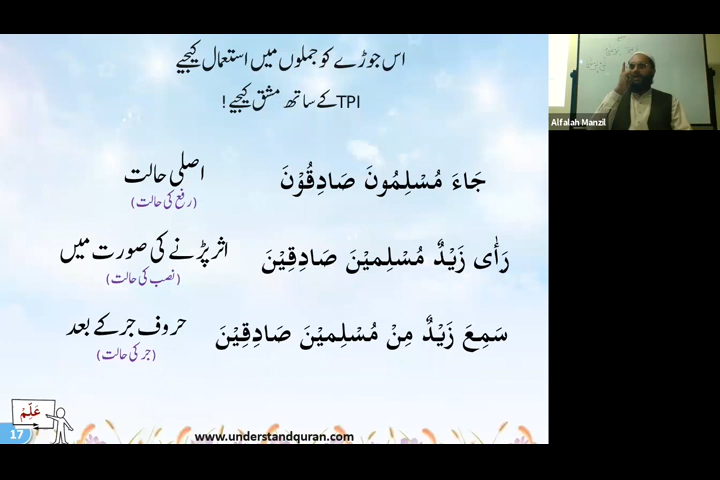 اس جوڑے کو جملوں میں استعمال کیجیے
TPI کے ساتھ مشق کیجیے !
جَاءَ مُسْلِمُونَ صَادِقُوْنَ
اصلی حالت
(رفع کی حالت)
رَأٰى زَيْدٌ مُسْلِميْنَ صَادِقِيْنَ
اثر پڑنے کی صورت میں
(نصب کی حالت)
سَمِعَ زَيْدٌ مِنْ مُسْلِميْنَ صَادِقِيْنَ
حروف جر کے بعد
(جر کی حالت)
عَلِّمْ
17
www.understandquran.com
Alfalah Manzil